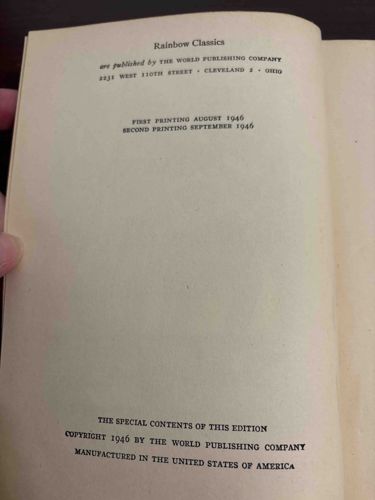 Rainbow Classics
are published by THE WORLD PUBLISHING COMPANY
2231 WEST 110TH STREET · CLEVELAND 2 · OHIO
FIRST PRINTING AUGUST 1946
SECOND PRINTING SEPTEMBER 1946
THE SPECIAL CONTENTS OF THIS EDITION
COPYRIGHT 1946 BY THE WORLD PUBLISHING COMPANY
MANUFACTURED IN THE UNITED STATES OF AMERICA